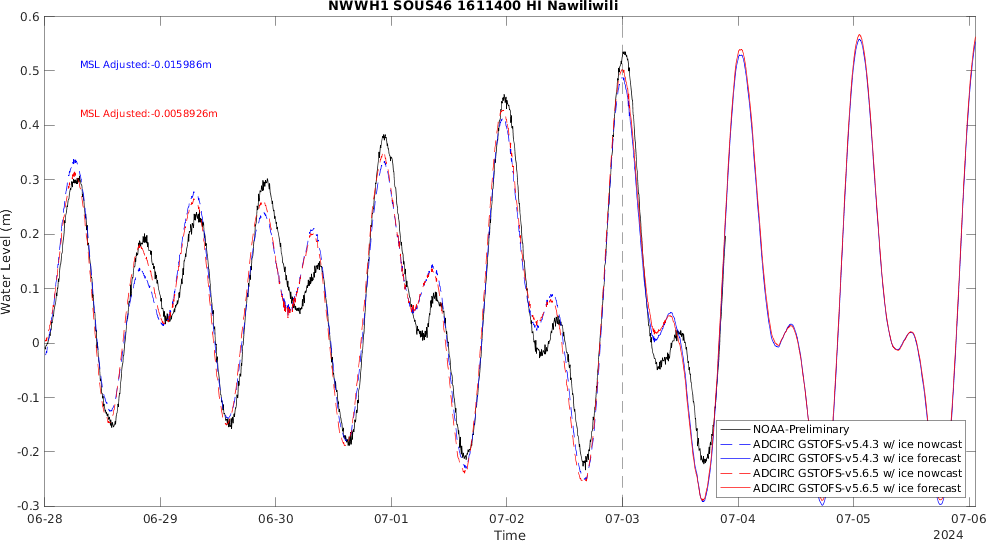 NWWH1 SOUS46 1611400 HI Nawiliwili
0.6
0.5
0.4
0.3
0.2
0.1
0
-0.1
-0.2
-0.3
Water Level (m)
MSL Adjusted:-0.015986m
MSL Adjusted:-0.0058926m
NOAA-Preliminary
ADCIRC GSTOFS-v5.4.3 w/ ice nowcast
ADCIRC GSTOFS-v5.4.3 w/ ice forecast
ADCIRC GSTOFS-v5.6.5 w/ ice nowcast
ADCIRC GSTOFS-v5.6.5 w/ ice forecast
06-28 06-29 06-30 07-01 07-02 07-03 07-04 07-05 07-06
Time
2024